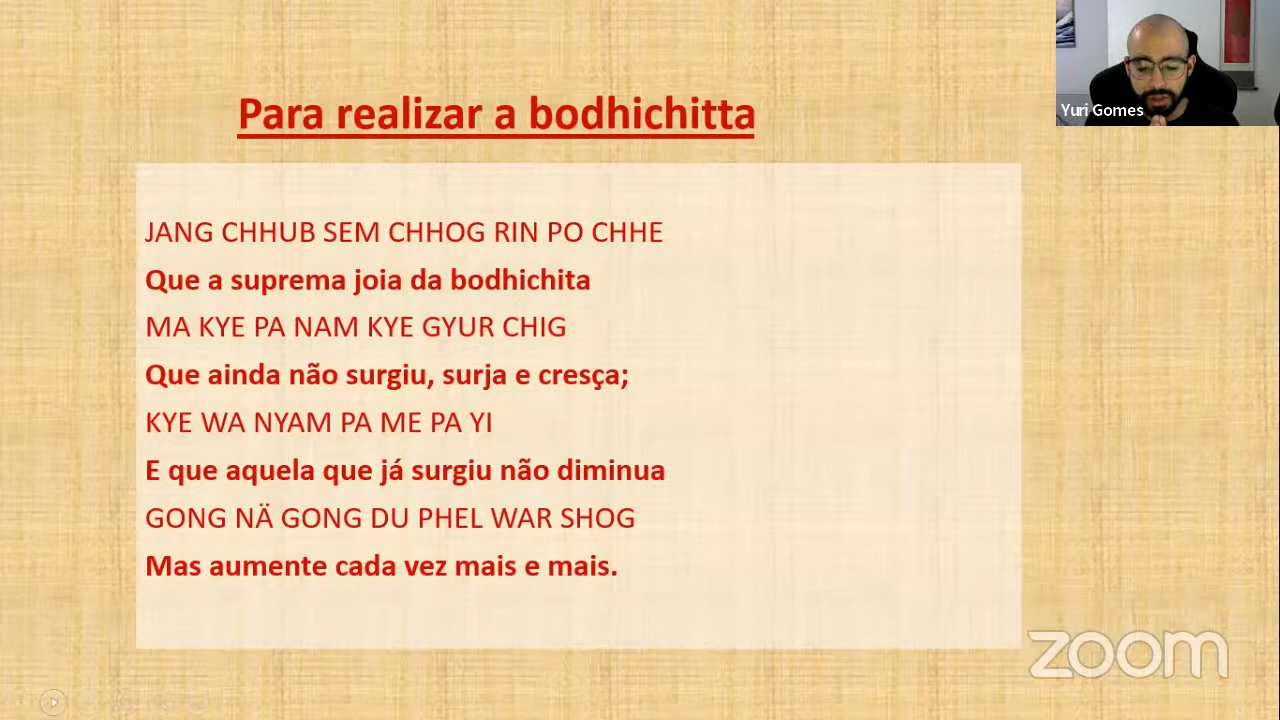 Para realizar a bodhichitta
Yuri Gomes
JANG CHHUB SEM CHHOG RIN PO CHHE
Que a suprema joia da bodhichita
MA KYE PA NAM KYE GYUR CHIG
Que ainda não surgiu, surja e cresça;
KYE WA NYAM PA ME PA YI
E que aquela que já surgiu não diminua
GONG NÄ GONG DU PHEL WAR SHOG
Mas aumente cada vez mais e mais.
zoom